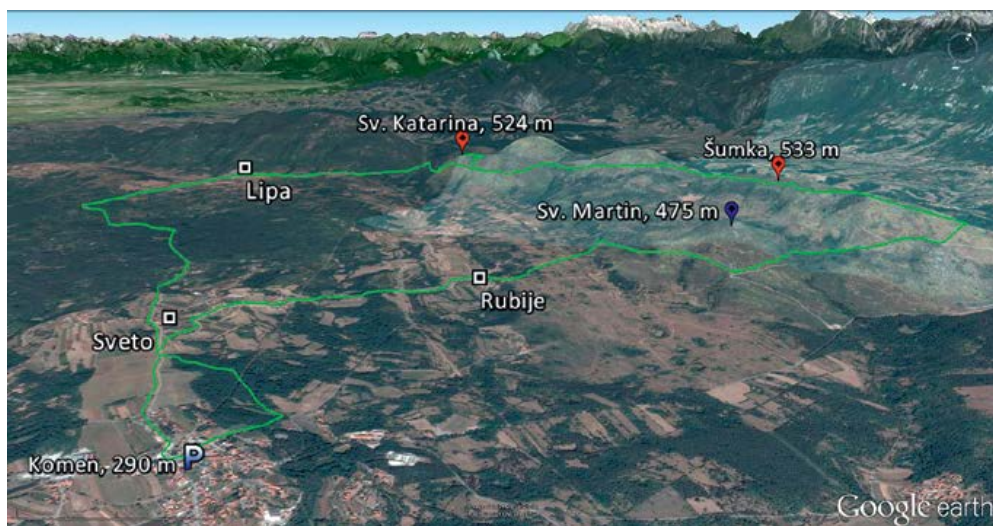 Sv. Katarina, 524 m
Šumka, 533 m
Lipa
Sv. Martin, 475 m
Rubije
Sveto
Komen, 290 m P
Google earth